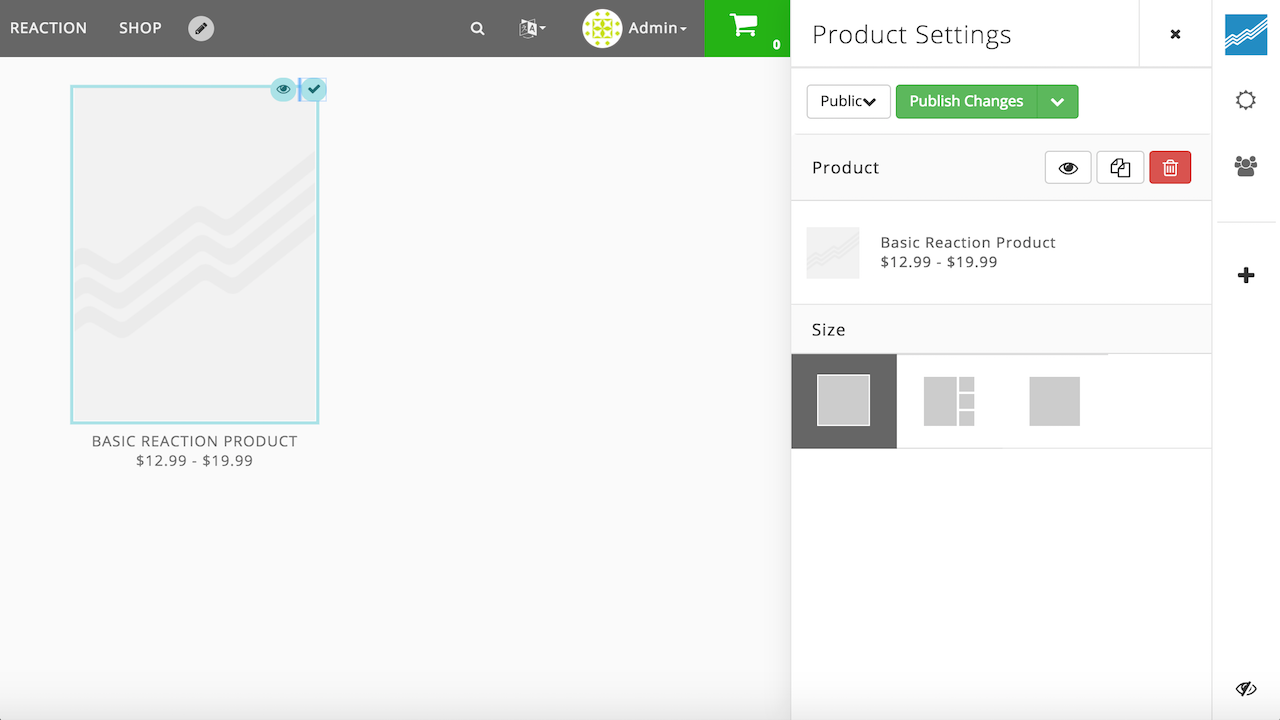 REACTION SHOP Admin 0
Product Settings
Public Publish Changes
Product
Basic Reaction Product
$12.99 - $19.99
Size
BASIC REACTION PRODUCT
$12.99 - $19.99